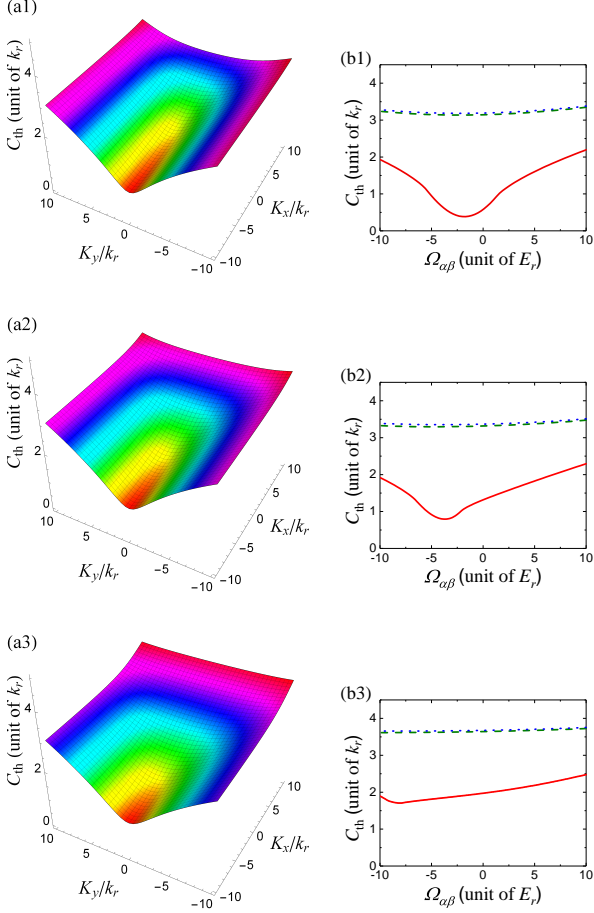 (a1)
C_th (unit of k_r)
4
2
0
10
5
0
−5
−10
K_y/k_r
10
5
0
−5
−10
K_x/k_r
(b1)
C_th (unit of k_r)
4
3
2
1
0
-10 -5 0 5 10
Ω_αβ (unit of E_r)
(a2)
C_th (unit of k_r)
4
2
0
10
5
0
−5
−10
K_y/k_r
10
5
0
−5
−10
K_x/k_r
(b2)
C_th (unit of k_r)
4
3
2
1
0
-10 -5 0 5 10
Ω_αβ (unit of E_r)
(a3)
C_th (unit of k_r)
4
2
0
10
5
0
−5
−10
K_y/k_r
10
5
0
−5
−10
K_x/k_r
(b3)
C_th (unit of k_r)
4
3
2
1
0
-10 -5 0 5 10
Ω_αβ (unit of E_r)